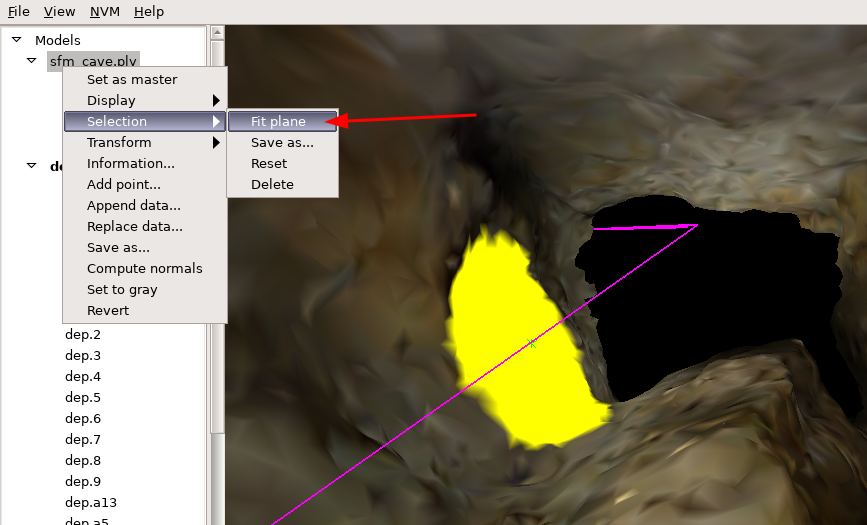 File View NVM Help
Models
sfm_cave.ply
Set as master
Display
Selection
Fit plane
Transform
Save as...
Information...
Reset
Add point...
Delete
Append data...
Replace data...
Save as...
Compute normals
Set to gray
Revert
dep.2
dep.3
dep.4
dep.5
dep.6
dep.7
dep.8
dep.9
dep.a13
dep.a5